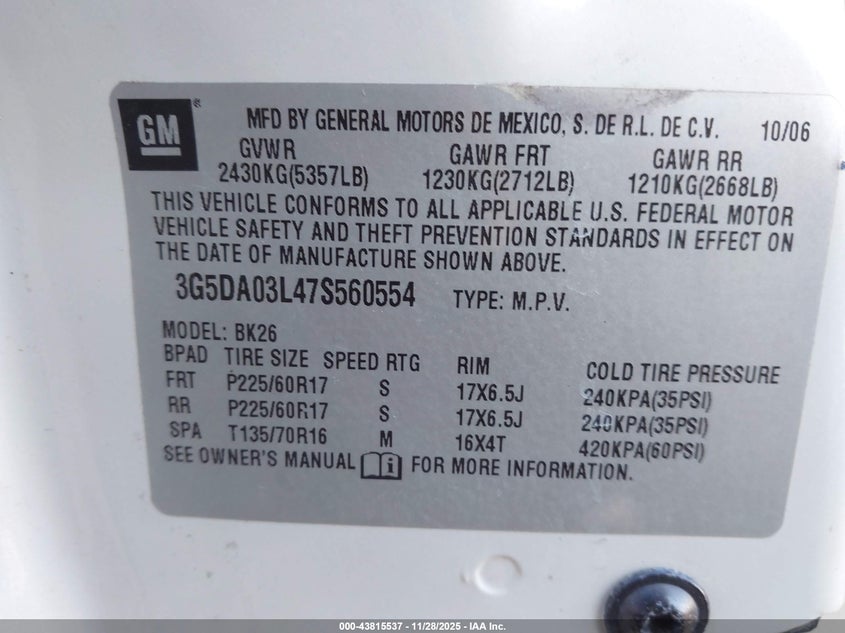 GM® MFD BY GENERAL MOTORS DE MEXICO, S. DE R.L. DE C.V. 10/06
GVWR GAWR FRT GAWR RR
2430KG(5357LB) 1230KG(2712LB) 1210KG(2668LB)
THIS VEHICLE CONFORMS TO ALL APPLICABLE U.S. FEDERAL MOTOR
VEHICLE SAFETY AND THEFT PREVENTION STANDARDS IN EFFECT ON
THE DATE OF MANUFACTURE SHOWN ABOVE.
3G5DA03L47S560554 TYPE: M.P.V.
MODEL: BK26
BPAD TIRE SIZE SPEED RTG RIM COLD TIRE PRESSURE
FRT P225/60R17 S 17X6.5J 240KPA(35PSI)
RR P225/60R17 S 17X6.5J 240KPA(35PSI)
SPA T135/70R16 M 16X4T 420KPA(60PSI)
SEE OWNER'S MANUAL i FOR MORE INFORMATION.
000-43815537 - 11/28/2025 - IAA Inc.